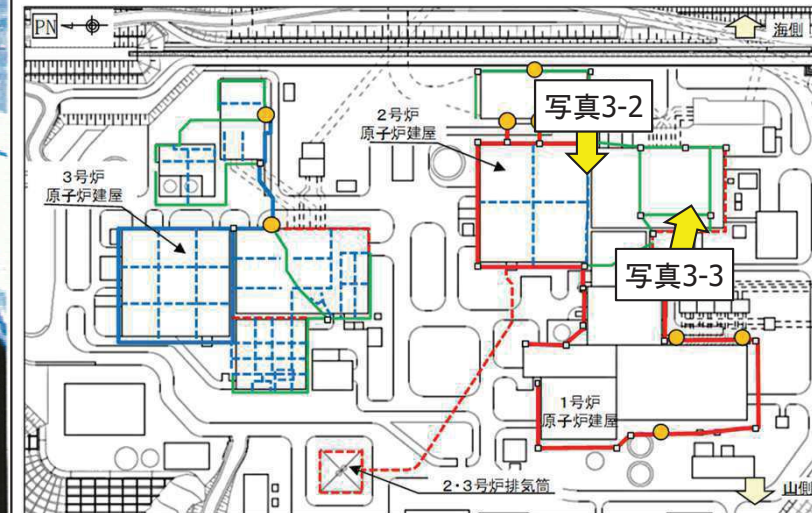 PN
海側
写真3-2
2号炉
原子炉建屋
3号炉
原子炉建屋
写真3-3
1号炉
原子炉建屋
2・3号炉排気筒
山側